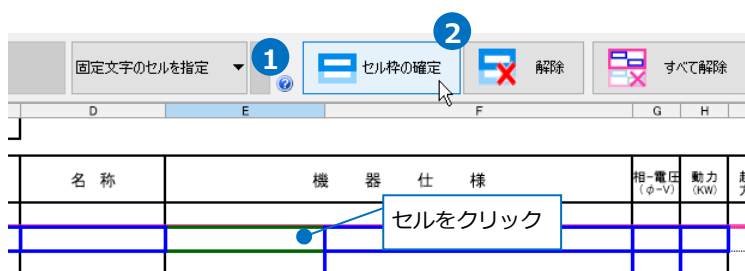 2
固定文字のセルを指定 1 セル枠の確定 解除 すべて解除
D E F G H
名 称 機 器 仕 様 相-電圧 動力
(φ-V) (KW)
セルをクリック